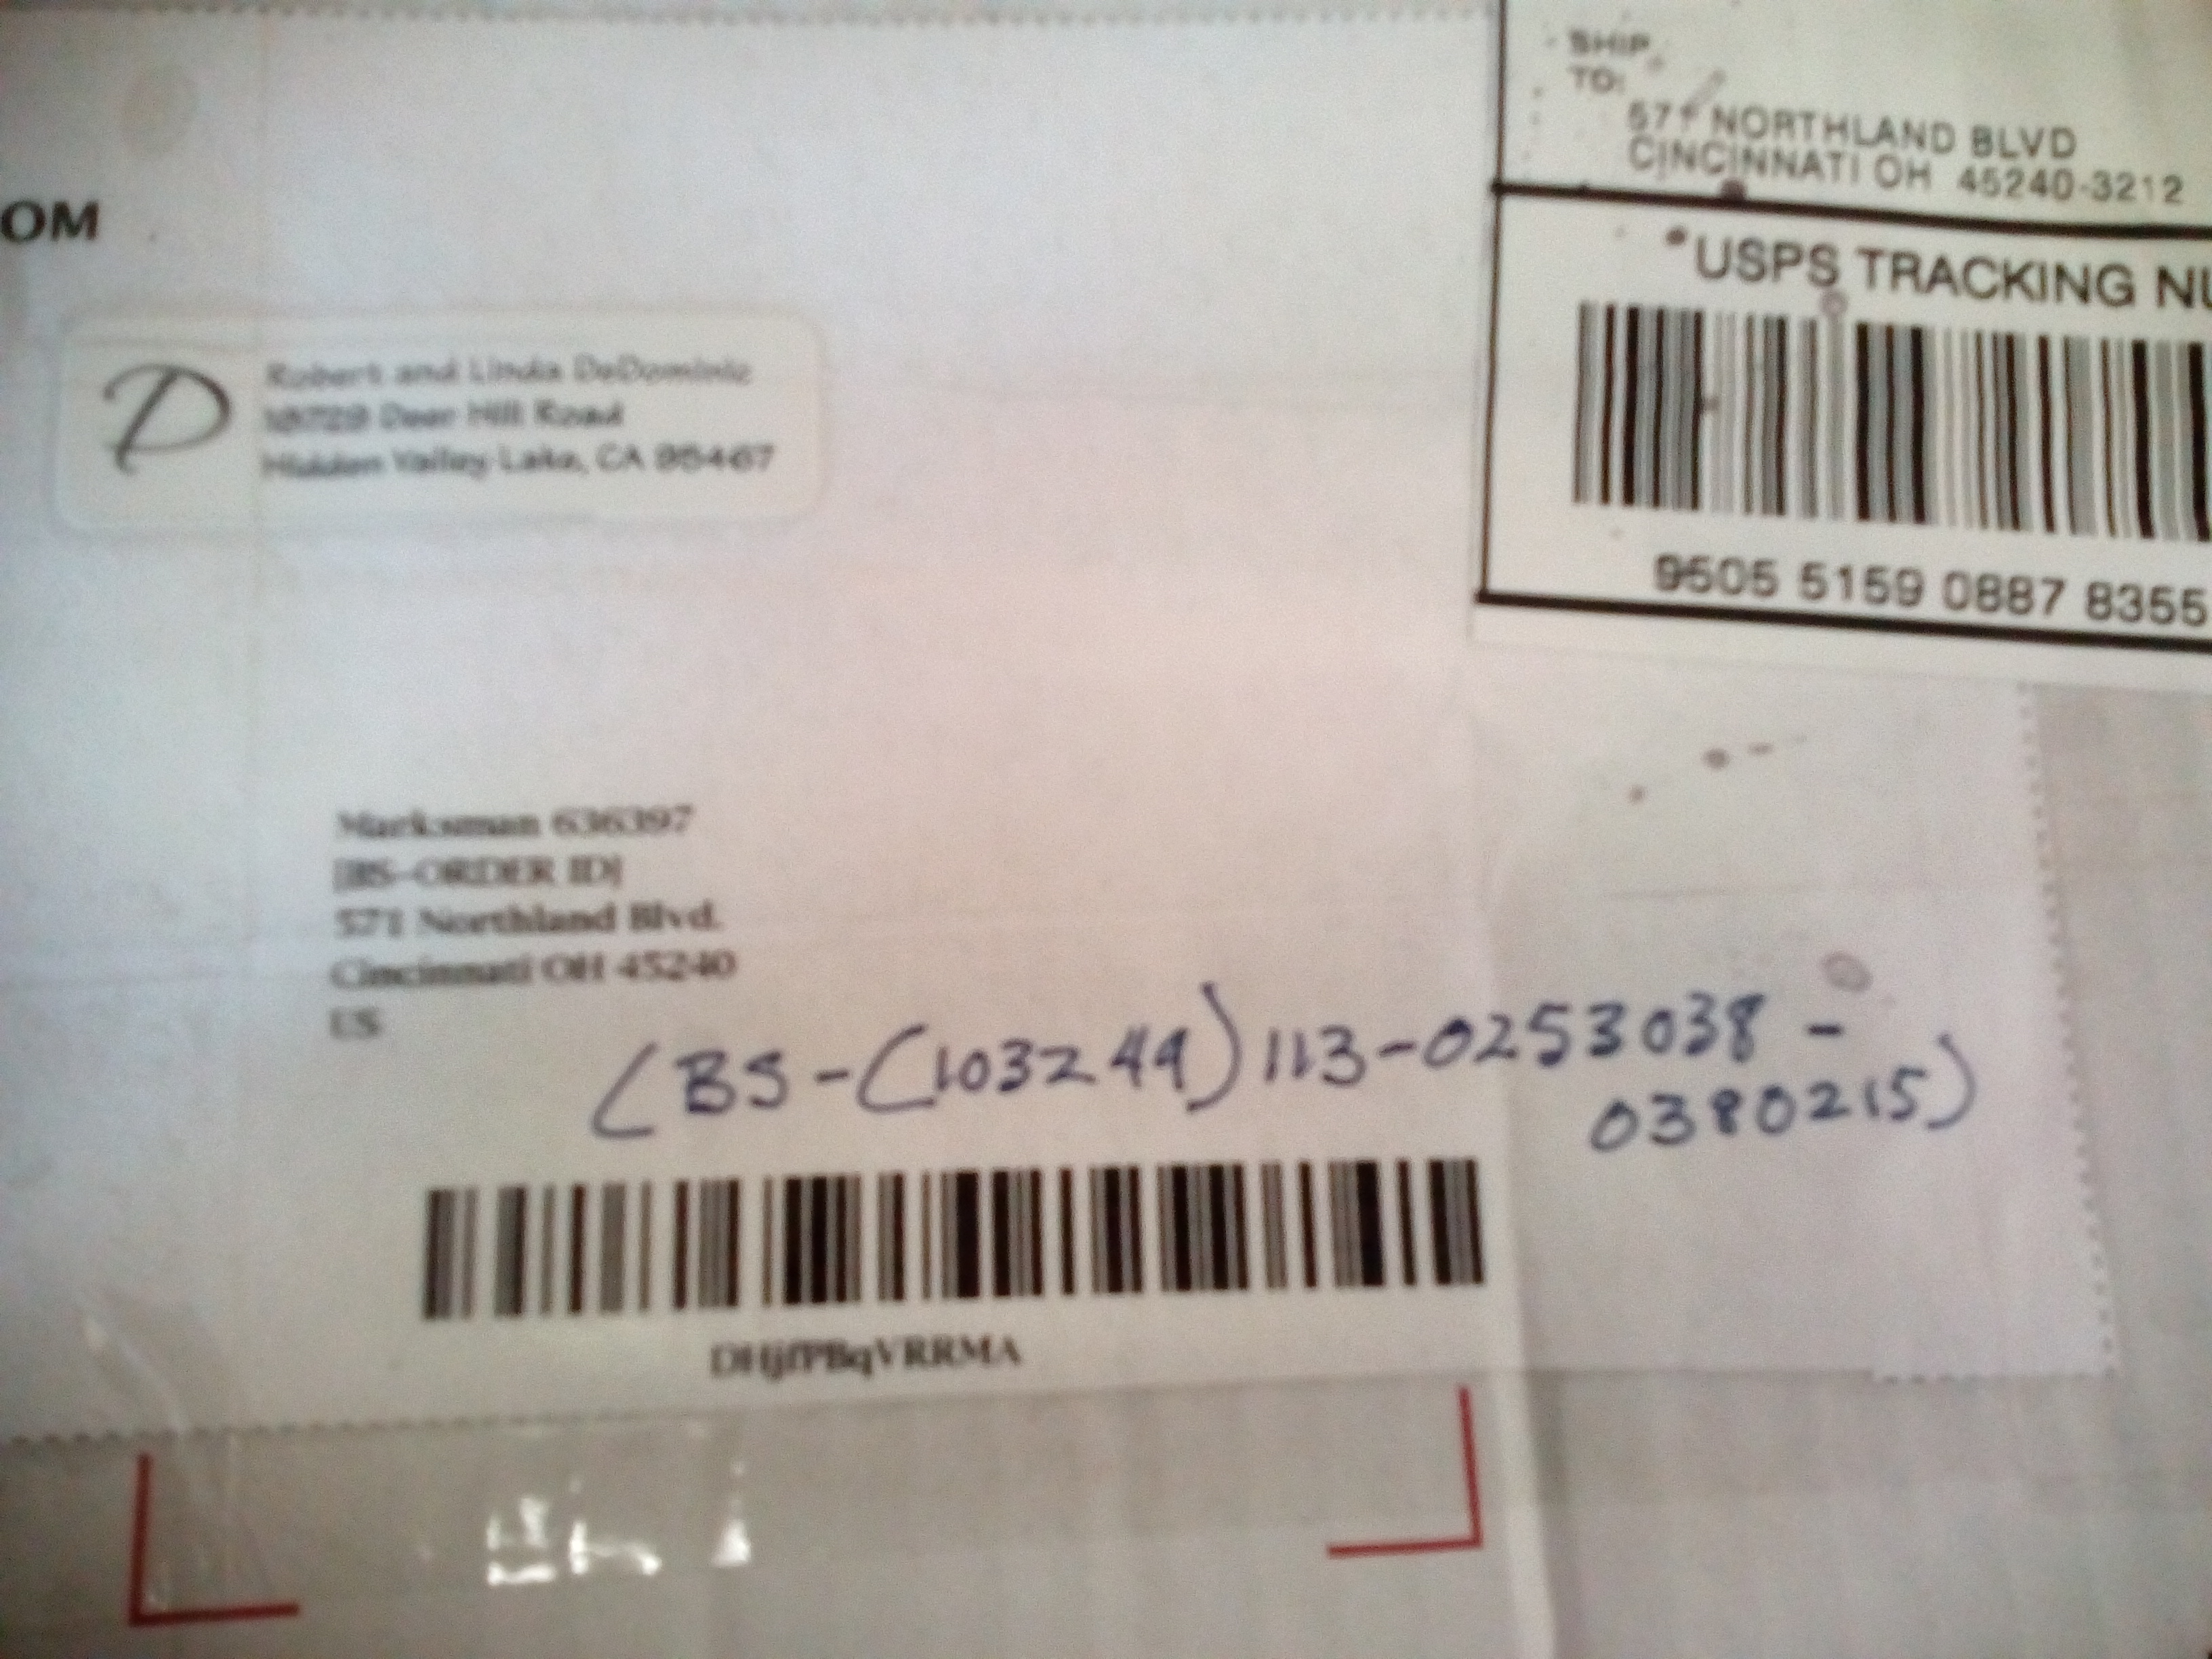 OM
Robert and Linda DeDominic
18729 Deer Hill Road
Hidden Valley Lake, CA 95467
SHIP
TO:
571 NORTHLAND BLVD
CINCINNATI OH 45240-3212
USPS TRACKING NU
9505 5159 0887 8355
Marksman 636397
[BS-ORDER ID]
571 Northland Blvd.
Cincinnati OH 45240
US
(BS-(103244)113-0253038-
0380215)
DHjfPBqVRRMA